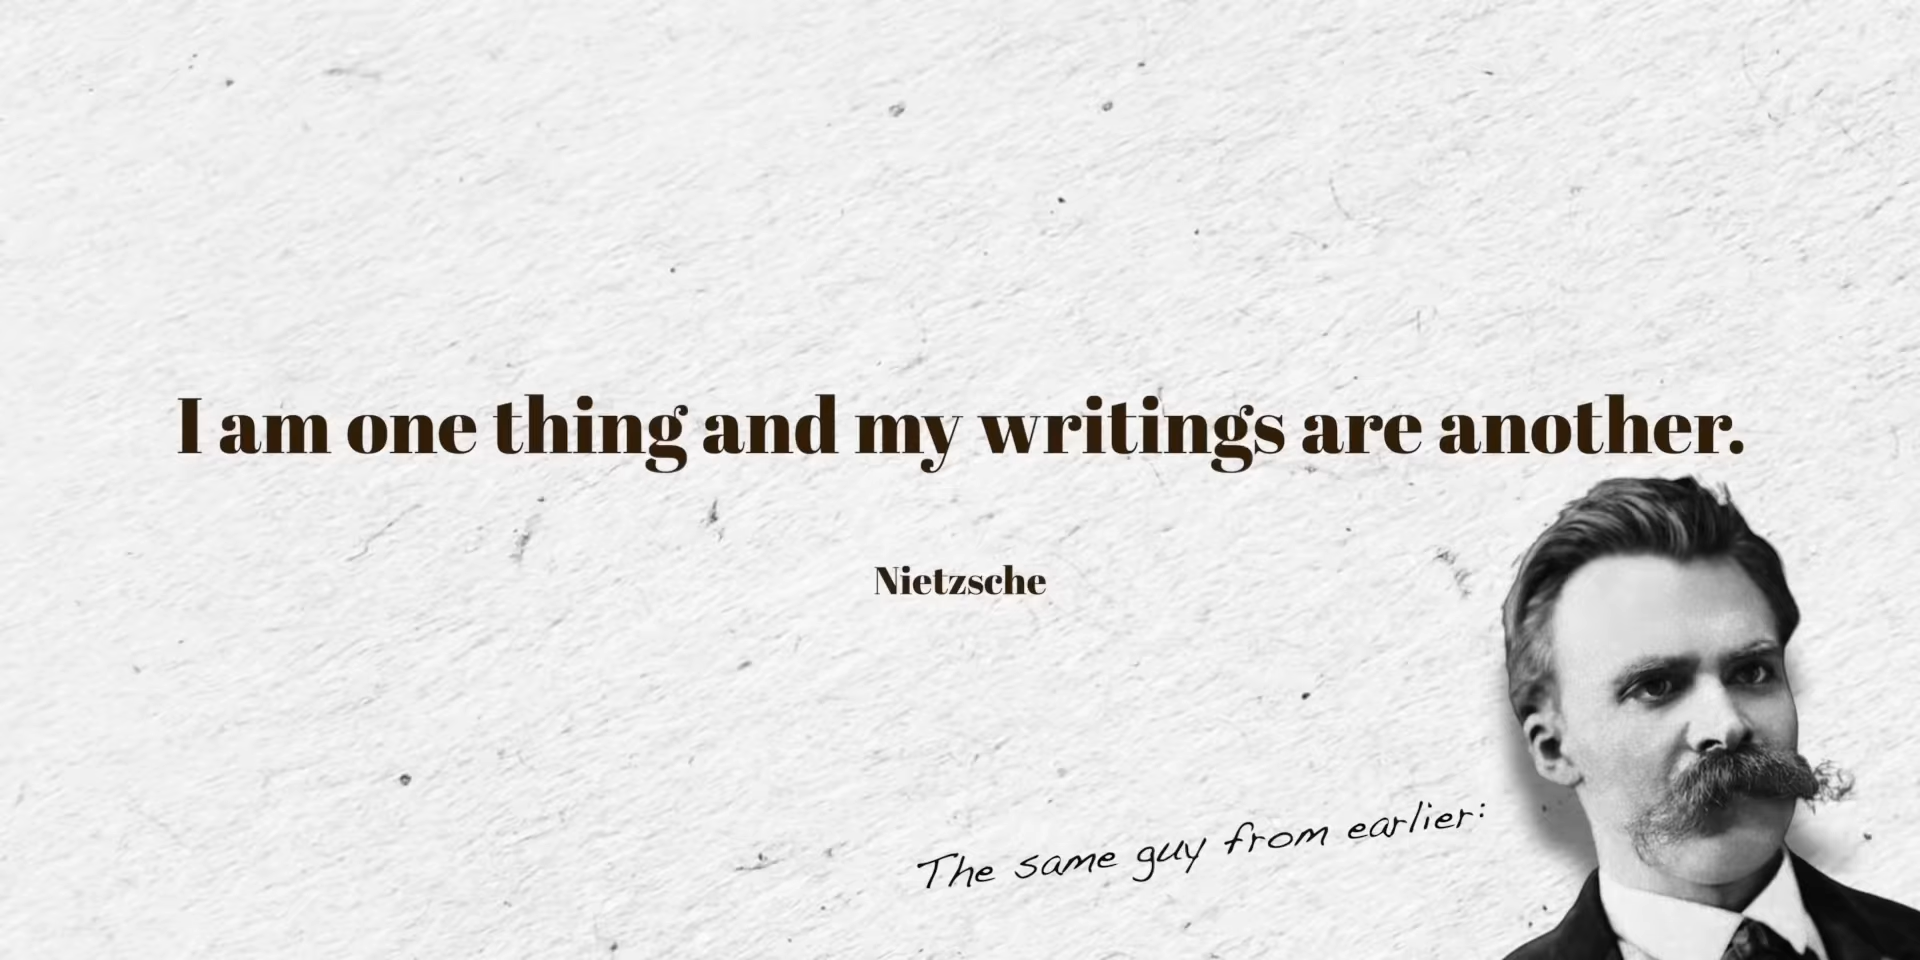 I am one thing and my writings are another.
Nietzsche
The same guy from earlier: